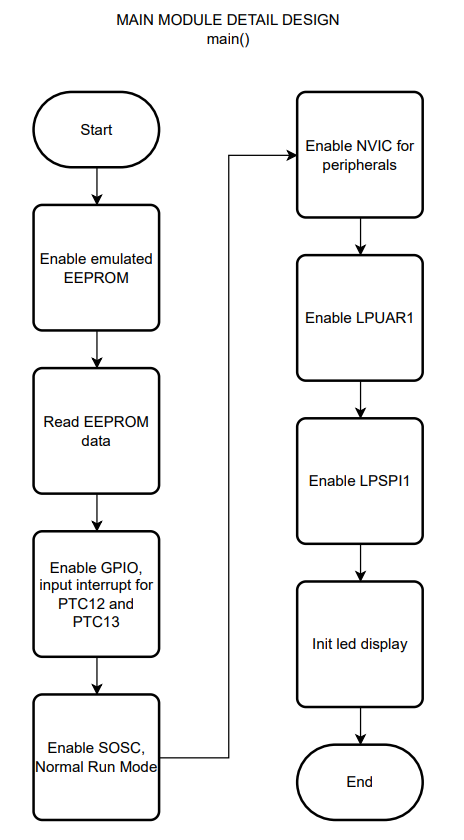 MAIN MODULE DETAIL DESIGN
main()
Start
Enable emulated
EEPROM
Read EEPROM
data
Enable GPIO,
input interrupt for
PTC12 and
PTC13
Enable SOSC,
Normal Run Mode
Enable NVIC for
peripherals
Enable LPUAR1
Enable LPSPI1
Init led display
End